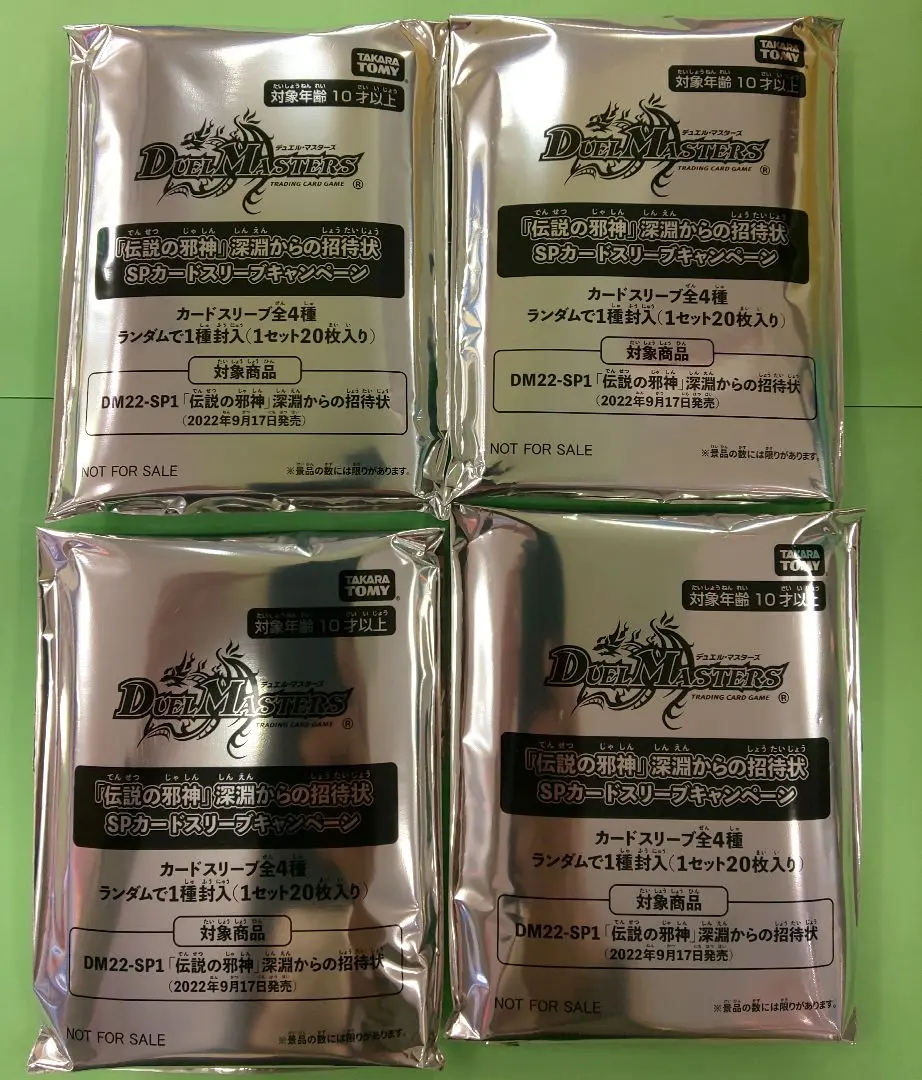 TAKARA TOMY
対象年齢 10才以上
デュエル・マスターズ
DUEL MASTERS
TRADING CARD GAME ®
「伝説の邪神」深淵からの招待状
SPカードスリーブキャンペーン
カードスリーブ全4種
ランダムで1種封入(1セット20枚入り)
対象商品
DM22-SP1「伝説の邪神」深淵からの招待状
(2022年9月17日発売)
NOT FOR SALE
※景品の数には限りがあります。
TAKARA TOMY
対象年齢 10才以上
デュエル・マスターズ
DUEL MASTERS
TRADING CARD GAME ®
「伝説の邪神」深淵からの招待状
SPカードスリーブキャンペーン
カードスリーブ全4種
ランダムで1種封入(1セット20枚入り)
対象商品
DM22-SP1「伝説の邪神」深淵からの招待状
(2022年9月17日発売)
NOT FOR SALE
※景品の数には限りがあります。
TAKARA TOMY
対象年齢 10才以上
デュエル・マスターズ
DUEL MASTERS
TRADING CARD GAME ®
「伝説の邪神」深淵からの招待状
SPカードスリーブキャンペーン
カードスリーブ全4種
ランダムで1種封入(1セット20枚入り)
対象商品
DM22-SP1「伝説の邪神」深淵からの招待状
(2022年9月17日発売)
NOT FOR SALE
※景品の数には限りがあります。
TAKARA TOMY
対象年齢 10才以上
デュエル・マスターズ
DUEL MASTERS
TRADING CARD GAME ®
「伝説の邪神」深淵からの招待状
SPカードスリーブキャンペーン
カードスリーブ全4種
ランダムで1種封入(1セット20枚入り)
対象商品
DM22-SP1「伝説の邪神」深淵からの招待状
(2022年9月17日発売)
NOT FOR SALE
※景品の数には限りがあります。